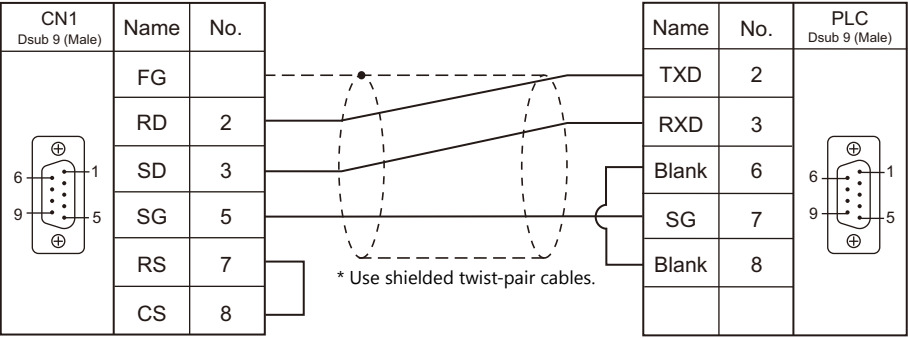 CN1
Dsub 9 (Male)
Name No.
FG
RD 2
SD 3
SG 5
RS 7
CS 8
6 1
9 5
* Use shielded twist-pair cables.
Name No.
TXD 2
RXD 3
Blank 6
SG 7
Blank 8
PLC
Dsub 9 (Male)
6 1
9 5